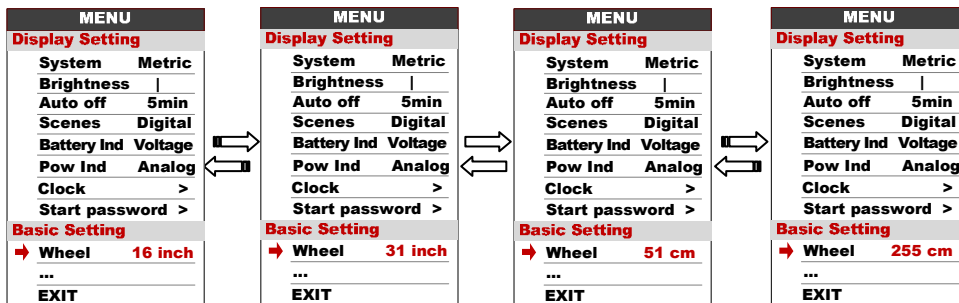 MENU
Display Setting
System Metric
Brightness |
Auto off 5min
Scenes Digital
Battery Ind Voltage
Pow Ind Analog
Clock >
Start password >
Basic Setting
Wheel 16 inch
...
EXIT
MENU
Display Setting
System Metric
Brightness |
Auto off 5min
Scenes Digital
Battery Ind Voltage
Pow Ind Analog
Clock >
Start password >
Basic Setting
Wheel 31 inch
...
EXIT
MENU
Display Setting
System Metric
Brightness |
Auto off 5min
Scenes Digital
Battery Ind Voltage
Pow Ind Analog
Clock >
Start password >
Basic Setting
Wheel 51 cm
...
EXIT
MENU
Display Setting
System Metric
Brightness |
Auto off 5min
Scenes Digital
Battery Ind Voltage
Pow Ind Analog
Clock >
Start password >
Basic Setting
Wheel 255 cm
...
EXIT